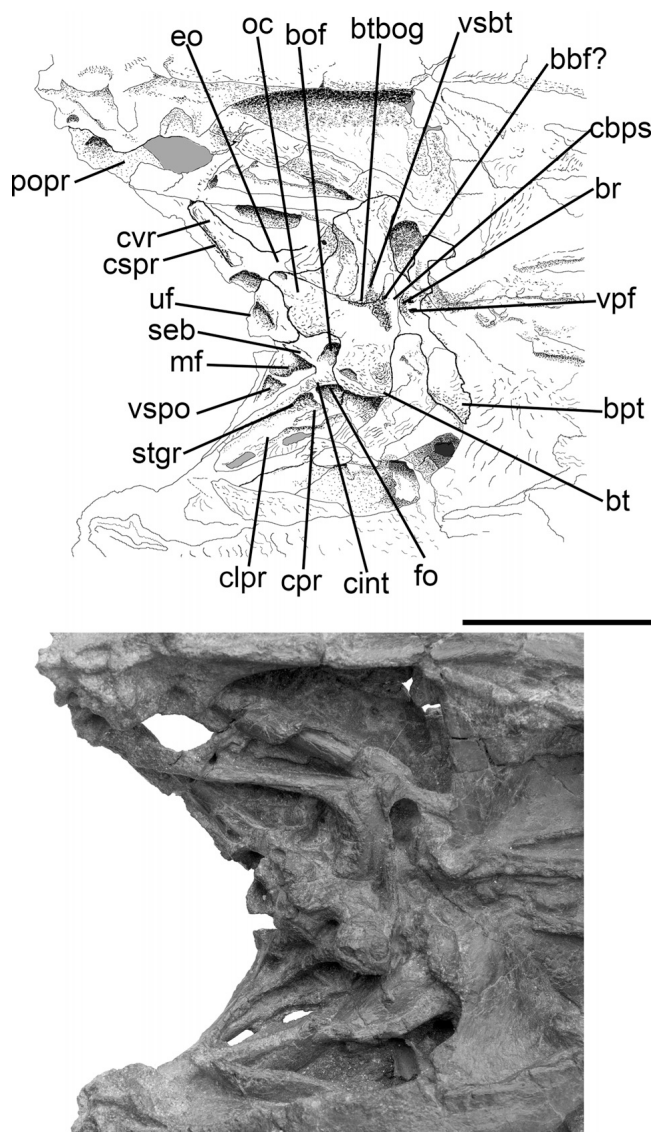 eo oc bof btbog vsbt
bbf?
cbps
br
popr
cvr
cspr
uf
vpf
seb
mf
vspo
bpt
stgr
bt
clpr cpr cint fo